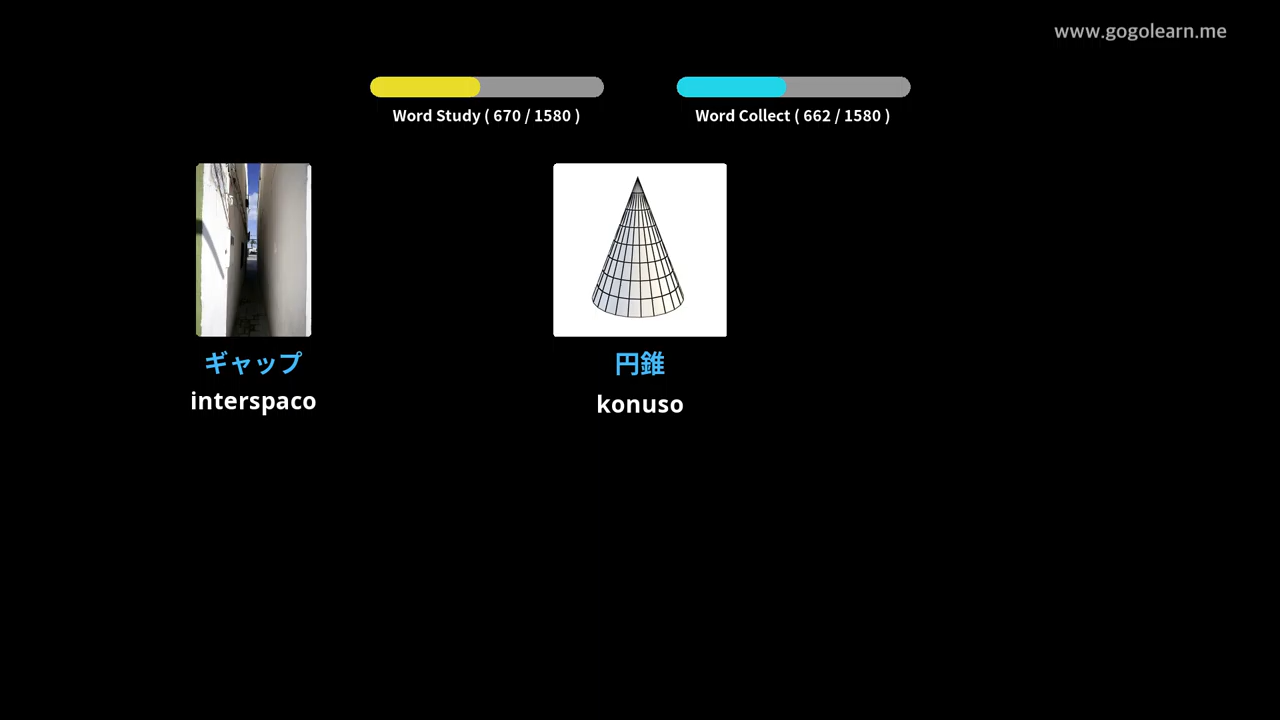 www.gogolearn.me
Word Study ( 670 / 1580 )
Word Collect ( 662 / 1580 )
ギャップ
interspaco
円錐
konuso